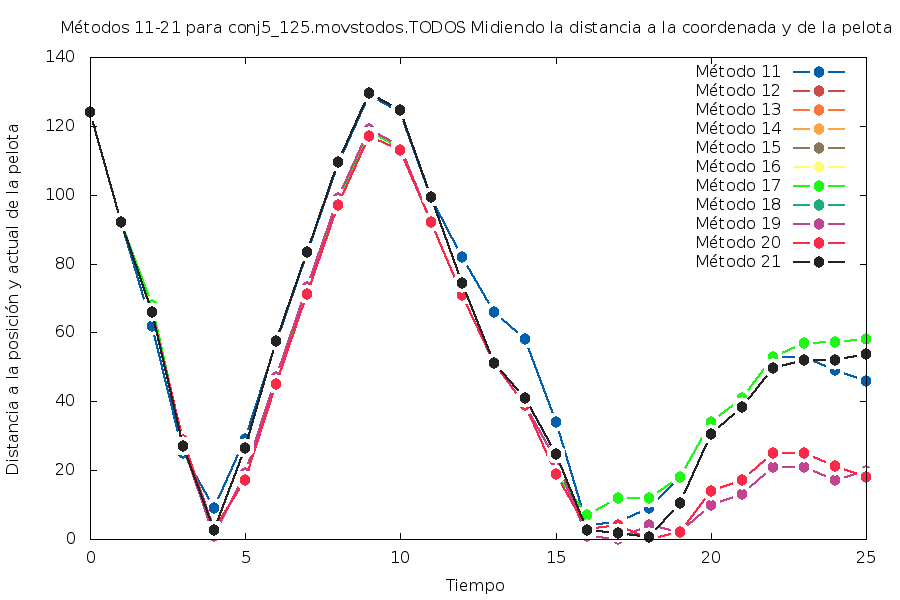 Métodos 11-21 para conj5_125.movstodos.TODOS Midiendo la distancia a la coordenada y de la pelota
Distancia a la posición y actual de la pelota
140
120
100
80
60
40
20
0
Método 11
Método 12
Método 13
Método 14
Método 15
Método 16
Método 17
Método 18
Método 19
Método 20
Método 21
0 5 10 15 20 25
Tiempo